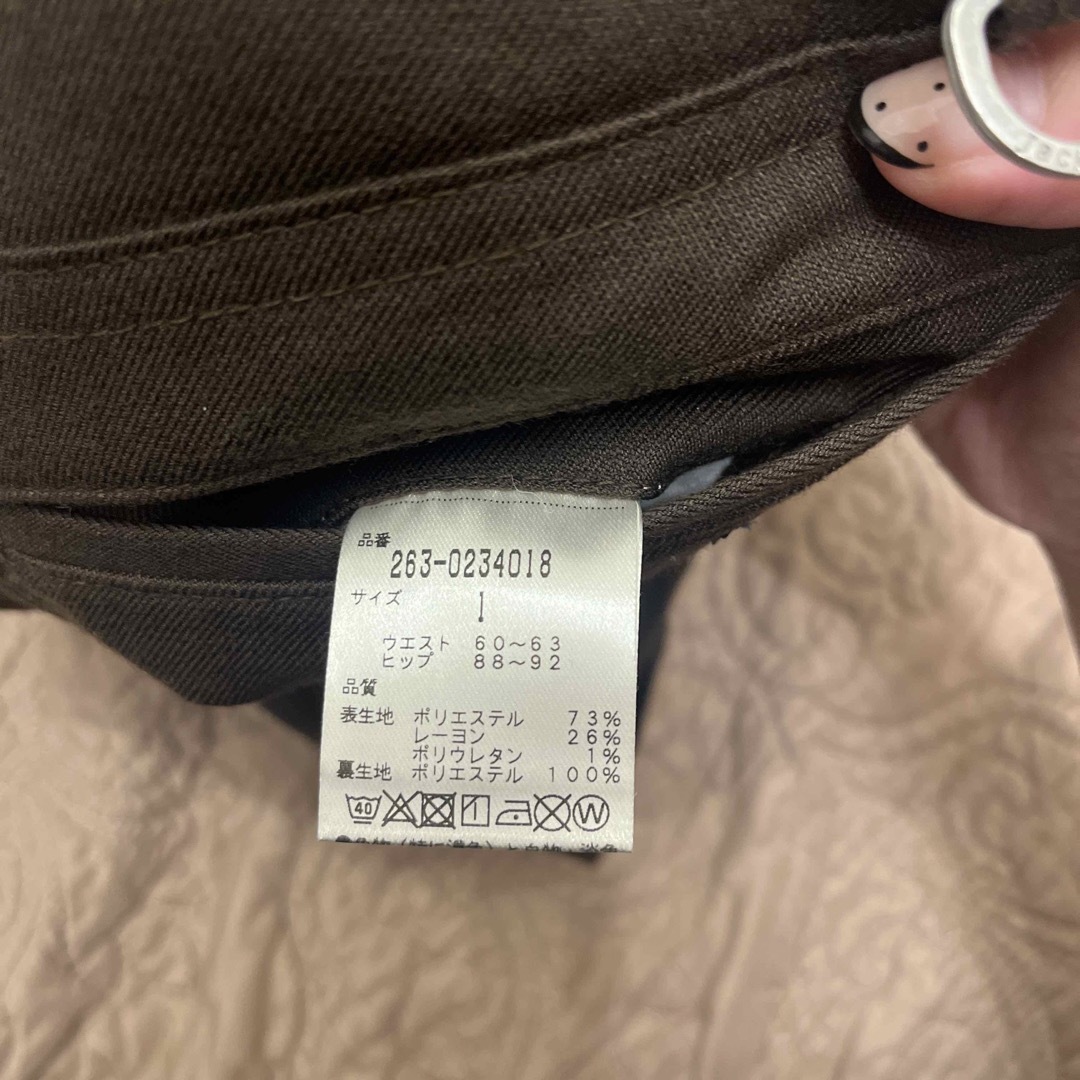 品番
263-0234018
サイズ 1
ウエスト 60〜63
ヒップ 88〜92
品質
表生地 ポリエステル 73%
レーヨン 26%
ポリウレタン 1%
裏生地 ポリエステル 100%
40 W